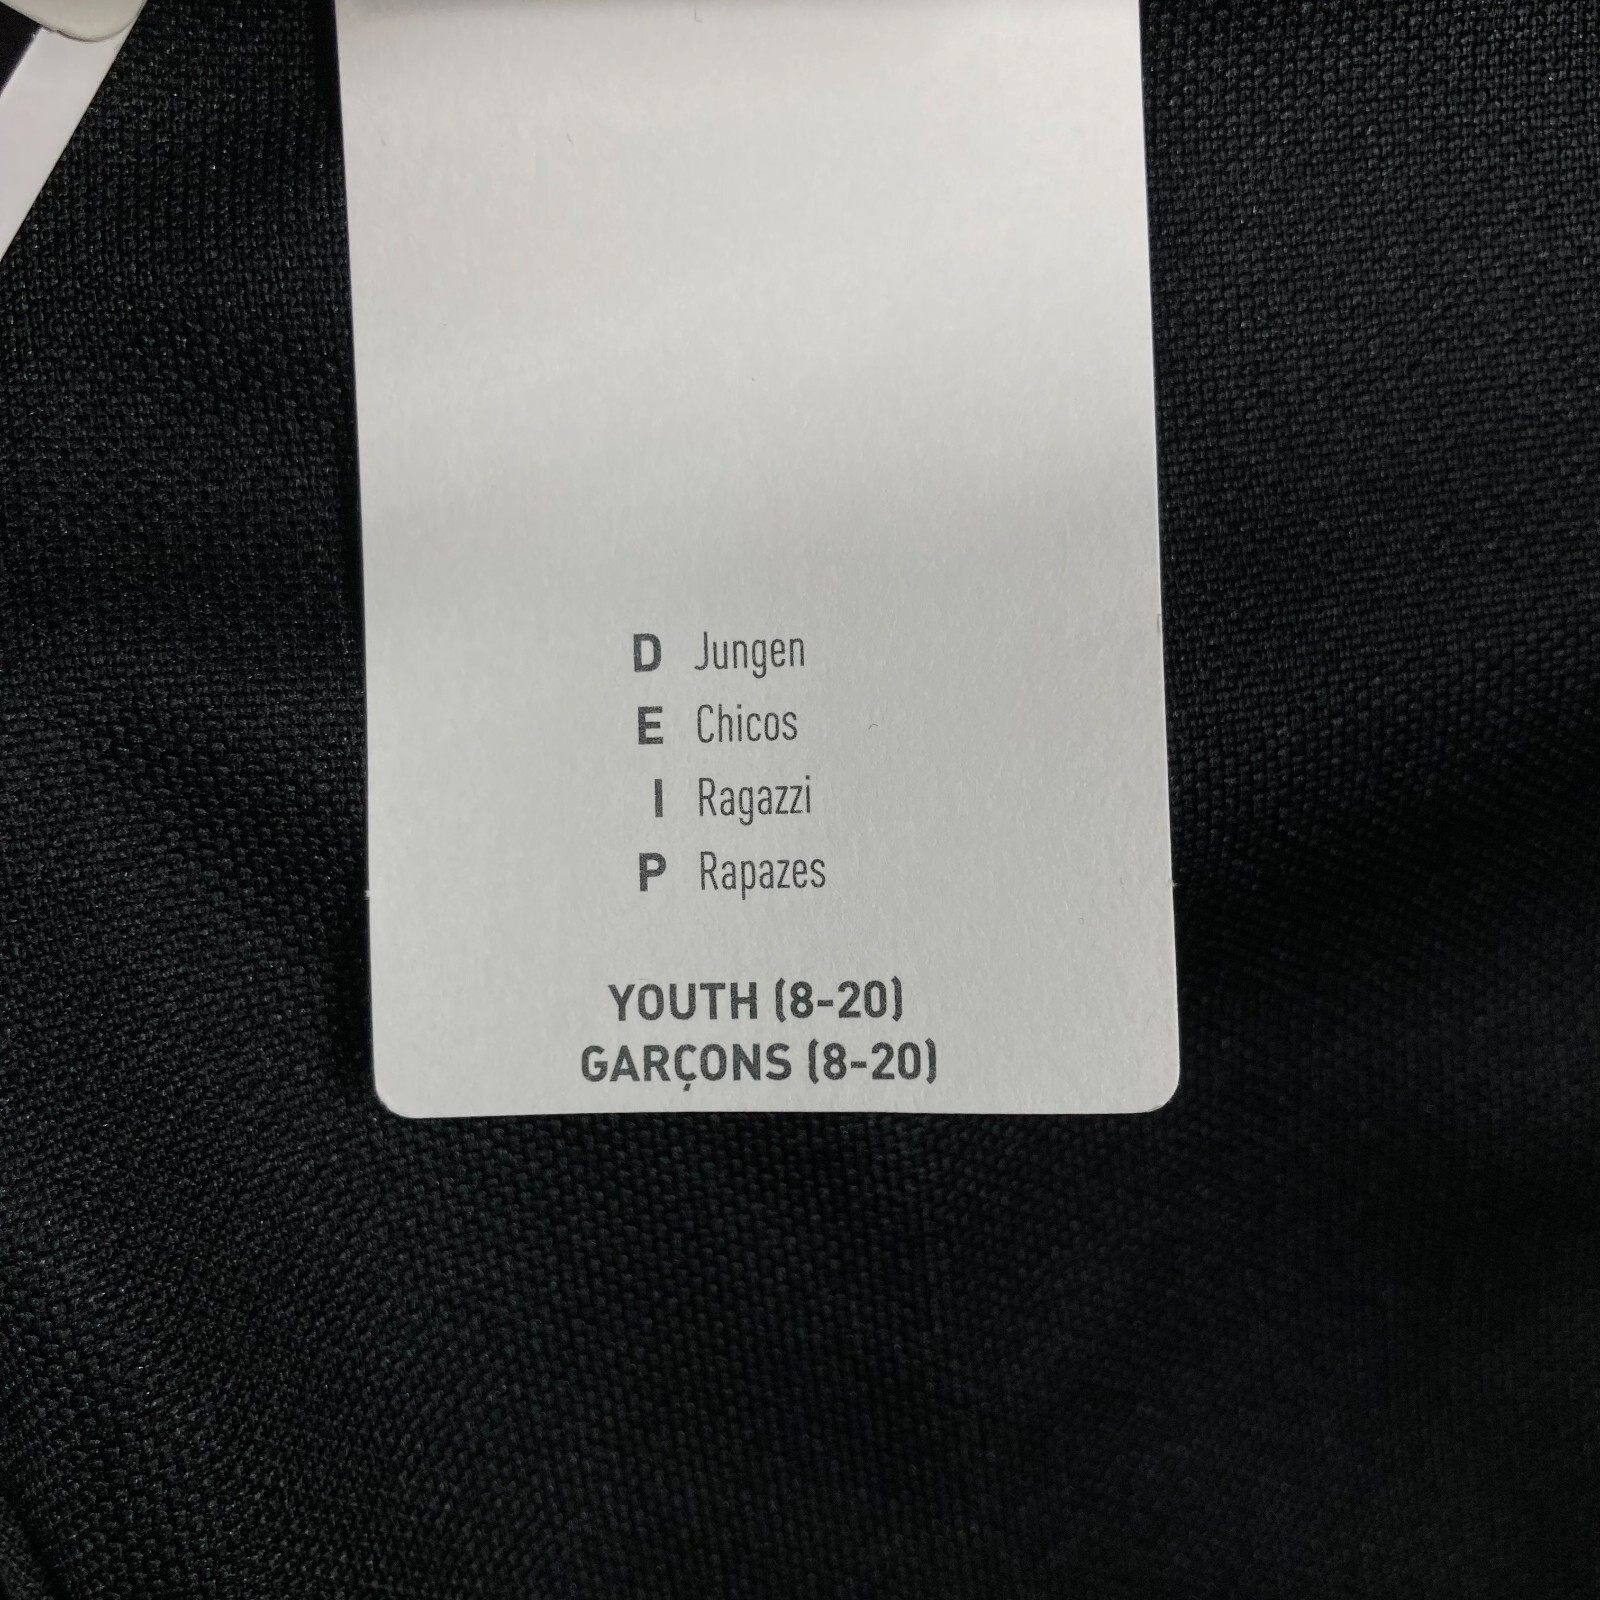 D Jungen
E Chicos
I Ragazzi
P Rapazes
YOUTH (8-20)
GARÇONS (8-20)